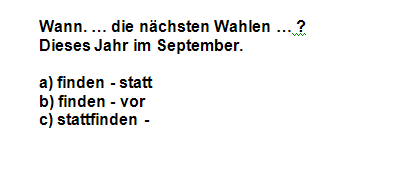 Wann. … die nächsten Wahlen … ?
Dieses Jahr im September.
a) finden - statt
b) finden - vor
c) stattfinden -